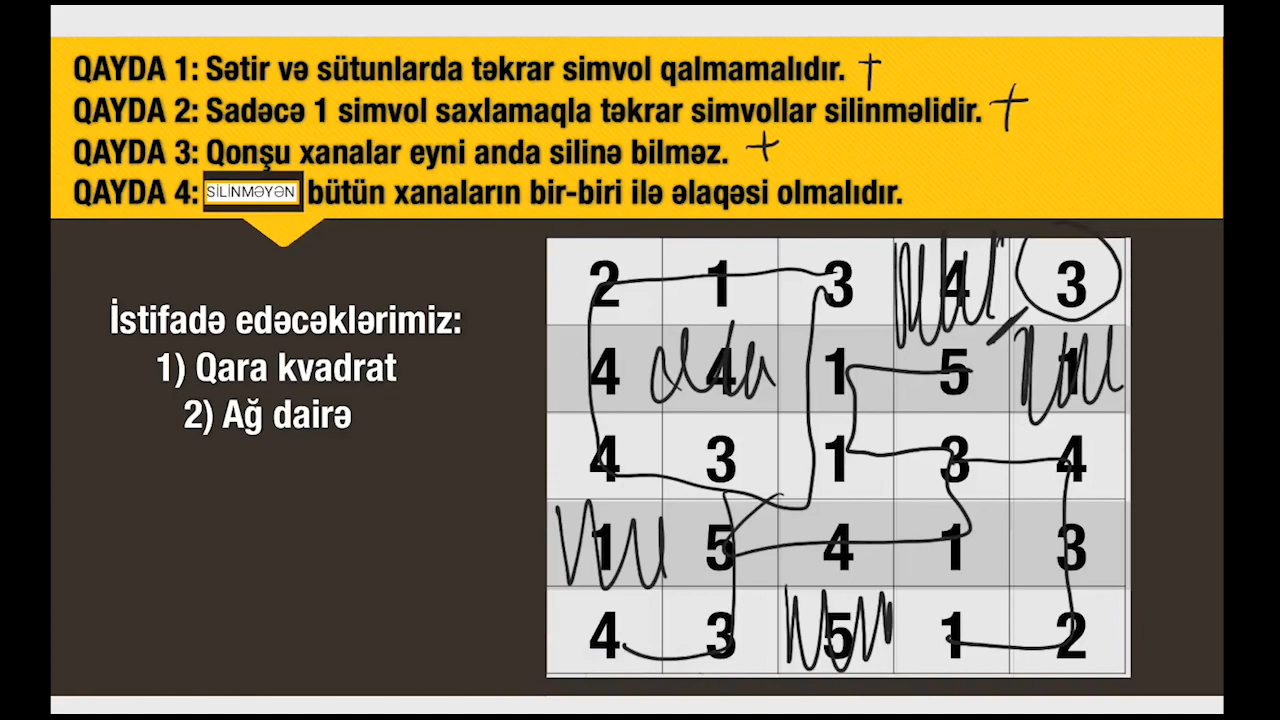 QAYDA 1: Sətir və sütunlarda təkrar simvol qalmamalıdır.
QAYDA 2: Sadəcə 1 simvol saxlamaqla təkrar simvollar silinməlidir.
QAYDA 3: Qonşu xanalar eyni anda silinə bilməz.
QAYDA 4: SİLİNMƏYƏN bütün xanaların bir-biri ilə əlaqəsi olmalıdır.
İstifadə edəcəklərimiz:
1) Qara kvadrat
2) Ağ dairə
2 1 3 4 3
4 4 1 5 1
4 3 1 3 4
1 5 4 1 3
4 3 5 1 2